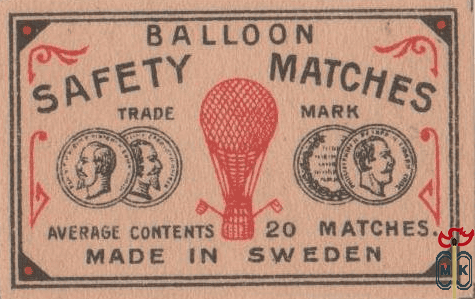 BALLOON
SAFETY MATCHES
TRADE MARK
AVERAGE CONTENTS 20 MATCHES.
MADE IN SWEDEN
M K